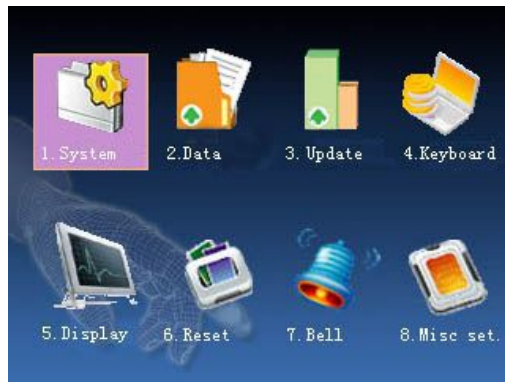 1.System
2.Data
3.Update
4.Keyboard
5.Display
6.Reset
7.Bell
8.Misc set.